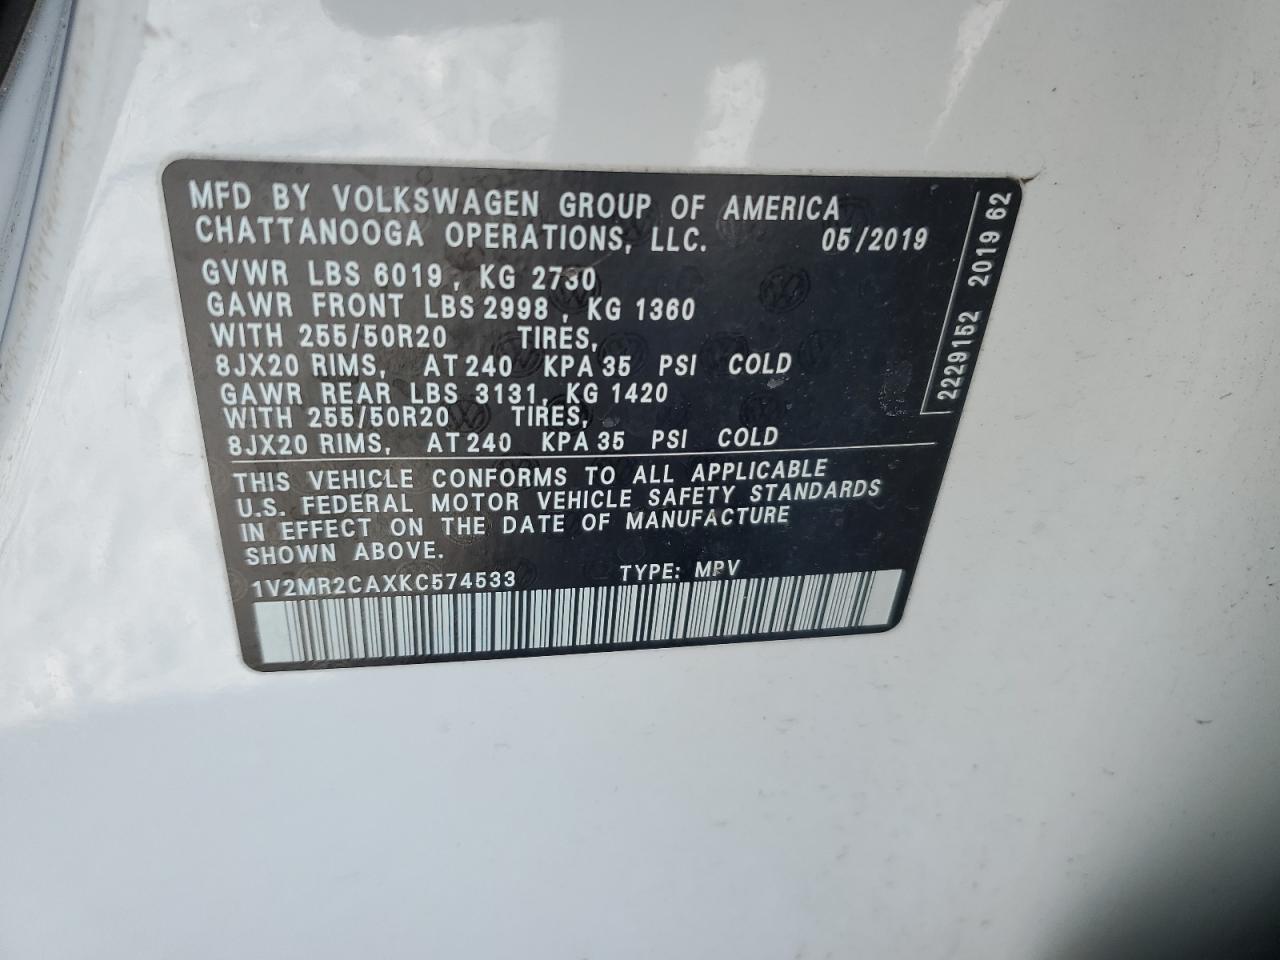 MFD BY VOLKSWAGEN GROUP OF AMERICA
CHATTANOOGA OPERATIONS, LLC. 05/2019
GVWR LBS 6019, KG 2730
GAWR FRONT LBS 2998, KG 1360
WITH 255/50R20 TIRES,
8JX20 RIMS, AT 240 KPA 35 PSI COLD
GAWR REAR LBS 3131, KG 1420
WITH 255/50R20 TIRES,
8JX20 RIMS, AT 240 KPA 35 PSI COLD
THIS VEHICLE CONFORMS TO ALL APPLICABLE
U.S. FEDERAL MOTOR VEHICLE SAFETY STANDARDS
IN EFFECT ON THE DATE OF MANUFACTURE
SHOWN ABOVE.
1V2MR2CAXKC574533 TYPE: MPV
2229152 2019 62